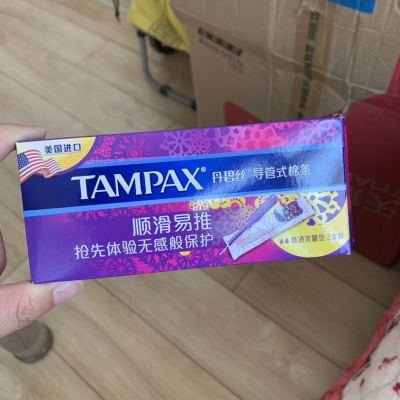 美国进口
TAMPAX® 丹碧丝® 导管式棉条
顺滑易推
抢先体验无感般保护
普通流量型 3支装